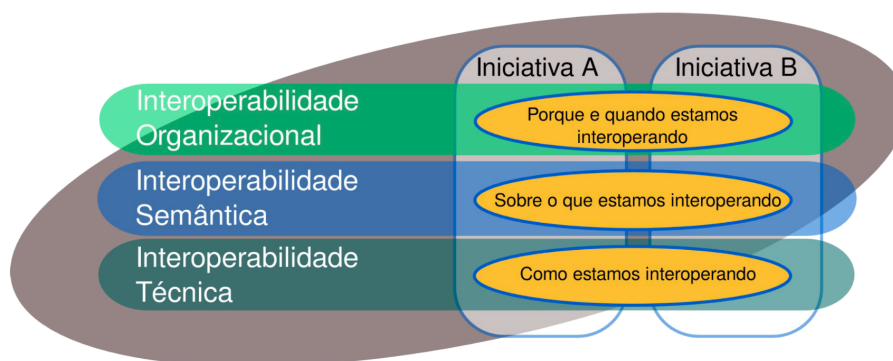 Iniciativa A
Iniciativa B
Interoperabilidade
Organizacional
Porque e quando estamos
interoperando
Interoperabilidade
Semântica
Sobre o que estamos interoperando
Interoperabilidade
Técnica
Como estamos interoperando